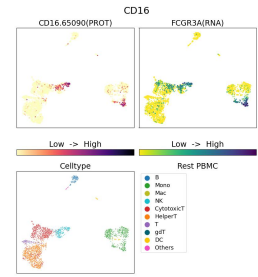 CD16
CD16.65090(PROT) FCGR3A(RNA)
Low -> High Low -> High
Celltype Rest PBMC
B
Mono
Mac
NK
CytotoxicT
HelperT
T
gdT
DC
Others